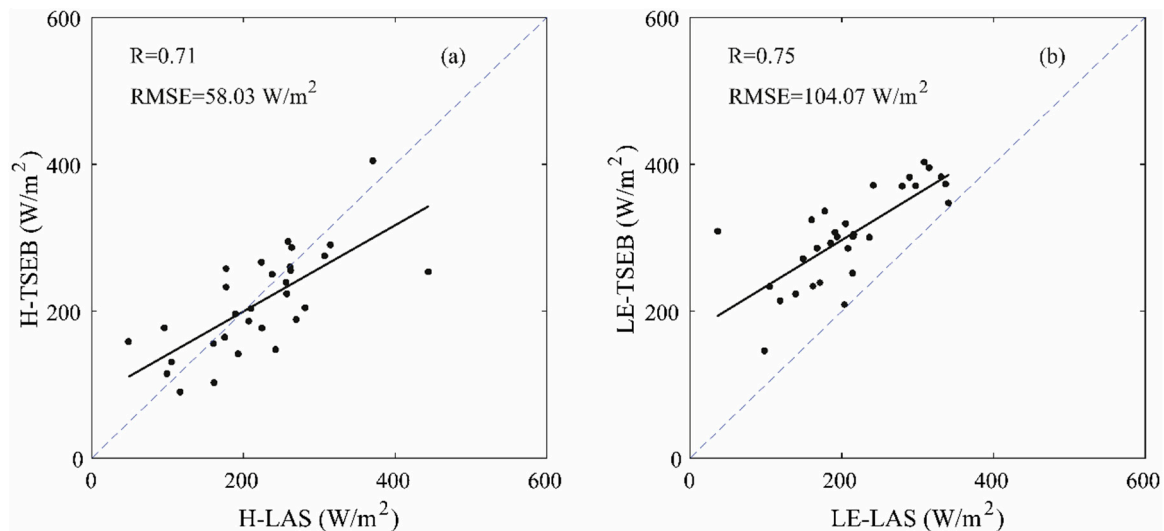 600
R=0.71
(a)
RMSE=58.03 W/m²
400
200
0
H-TSEB (W/m²)
0 200 400 600
H-LAS (W/m²)
600
R=0.75
(b)
RMSE=104.07 W/m²
400
200
0
LE-TSEB (W/m²)
0 200 400 600
LE-LAS (W/m²)